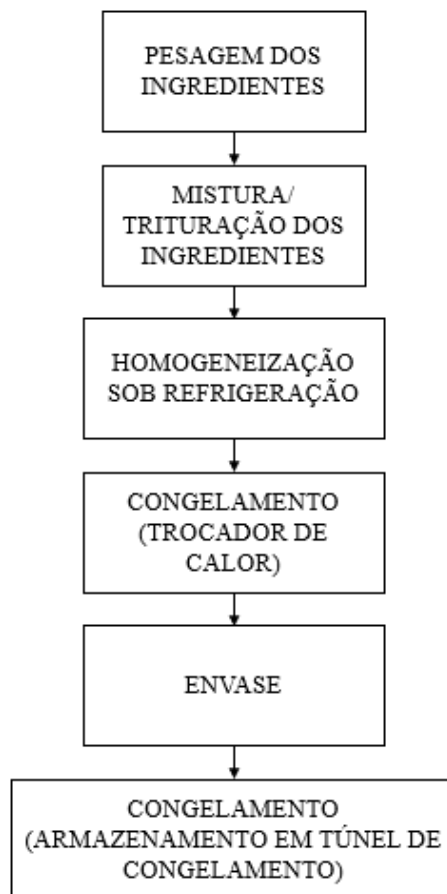 PESAGEM DOS
INGREDIENTES
MISTURA/
TRITURAÇÃO DOS
INGREDIENTES
HOMOGENEIZAÇÃO
SOB REFRIGERAÇÃO
CONGELAMENTO
(TROCADOR DE
CALOR)
ENVASE
CONGELAMENTO
(ARMAZENAMENTO EM TÚNEL DE
CONGELAMENTO)